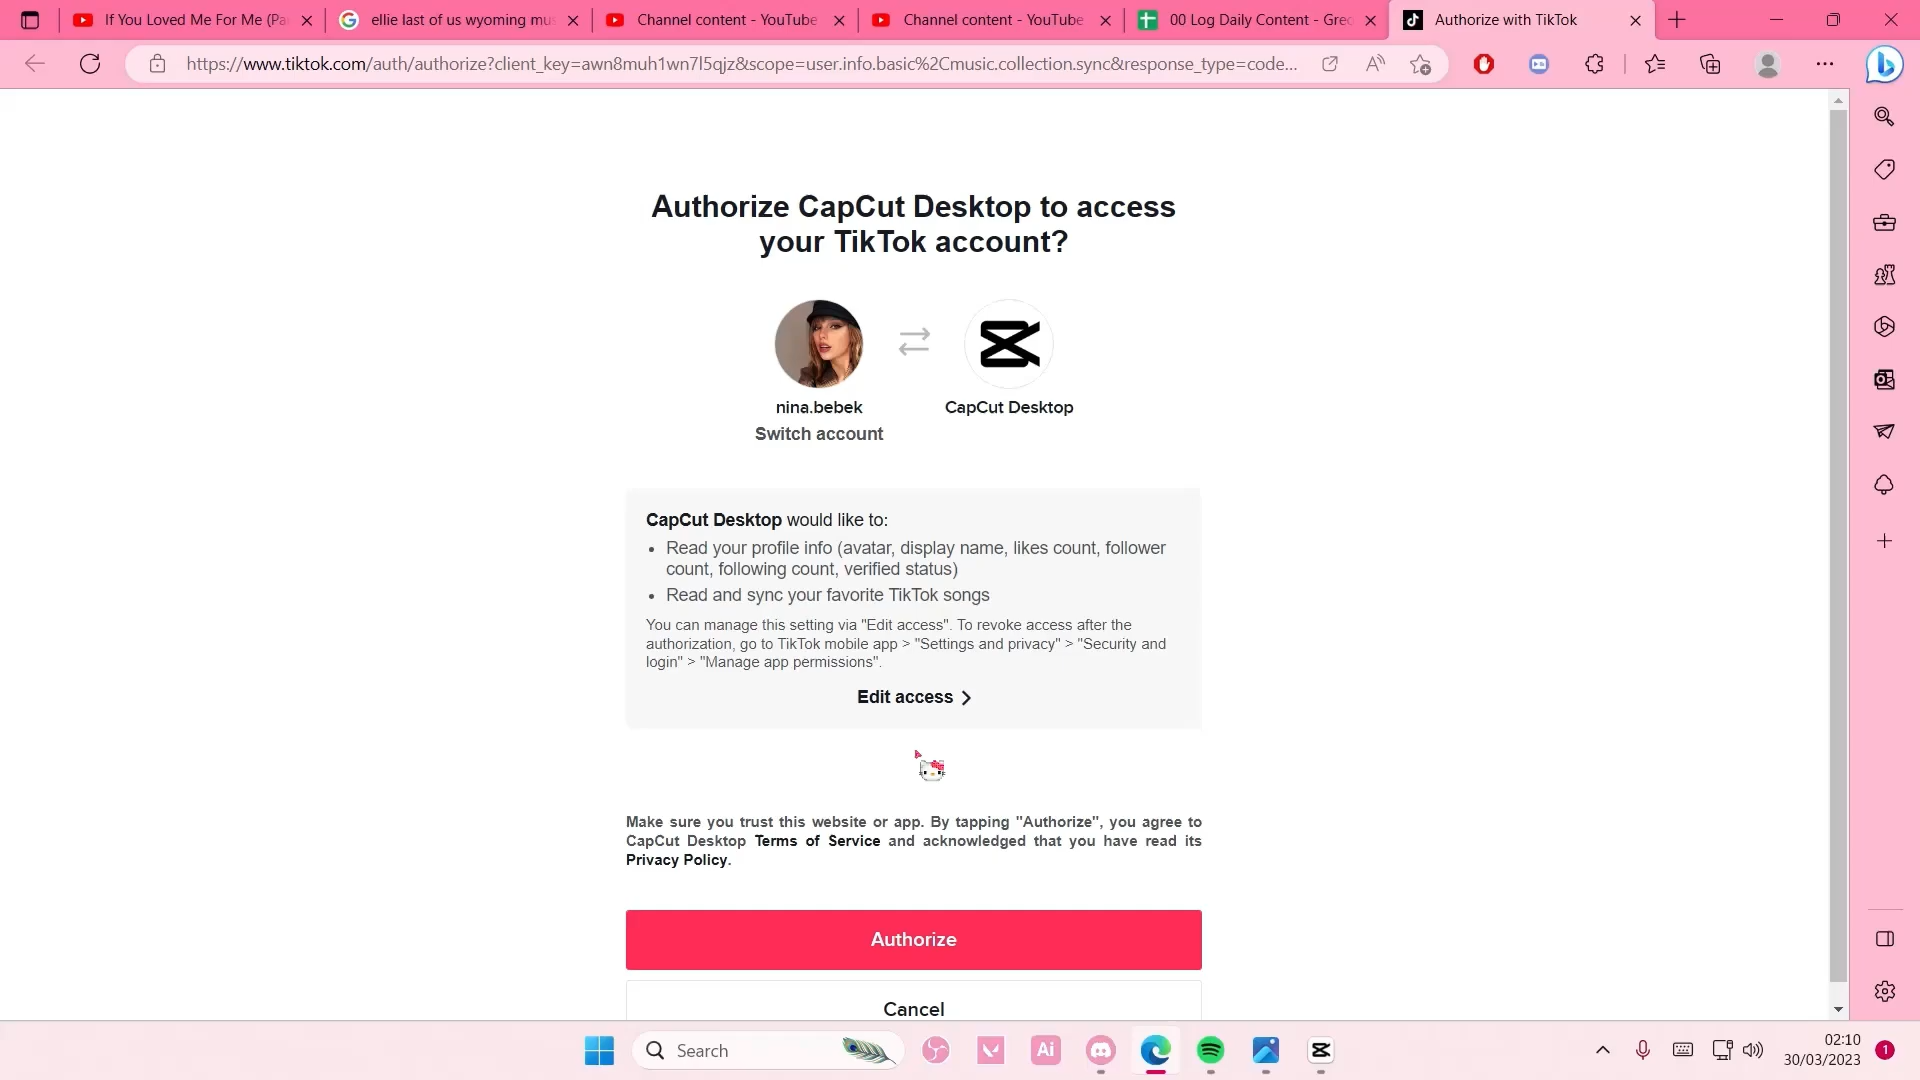 If You Loved Me For Me (Pa
ellie last of us wyoming mus
Channel content - YouTube
Channel content - YouTube
00 Log Daily Content - Gree
Authorize with TikTok
https://www.tiktok.com/auth/authorize?client_key=awn8muh1wn7l5qjz&scope=user.info.basic%2Cmusic.collection.sync&response_type=code...
Authorize CapCut Desktop to access
your TikTok account?
nina.bebek
CapCut Desktop
Switch account
CapCut Desktop would like to:
• Read your profile info (avatar, display name, likes count, follower
count, following count, verified status)
• Read and sync your favorite TikTok songs
You can manage this setting via "Edit access". To revoke access after the
authorization, go to TikTok mobile app > "Settings and privacy" > "Security and
login" > "Manage app permissions".
Edit access
Make sure you trust this website or app. By tapping "Authorize", you agree to
CapCut Desktop Terms of Service and acknowledged that you have read its
Privacy Policy.
Authorize
Cancel
Search
Ai
02:10
30/03/2023
1